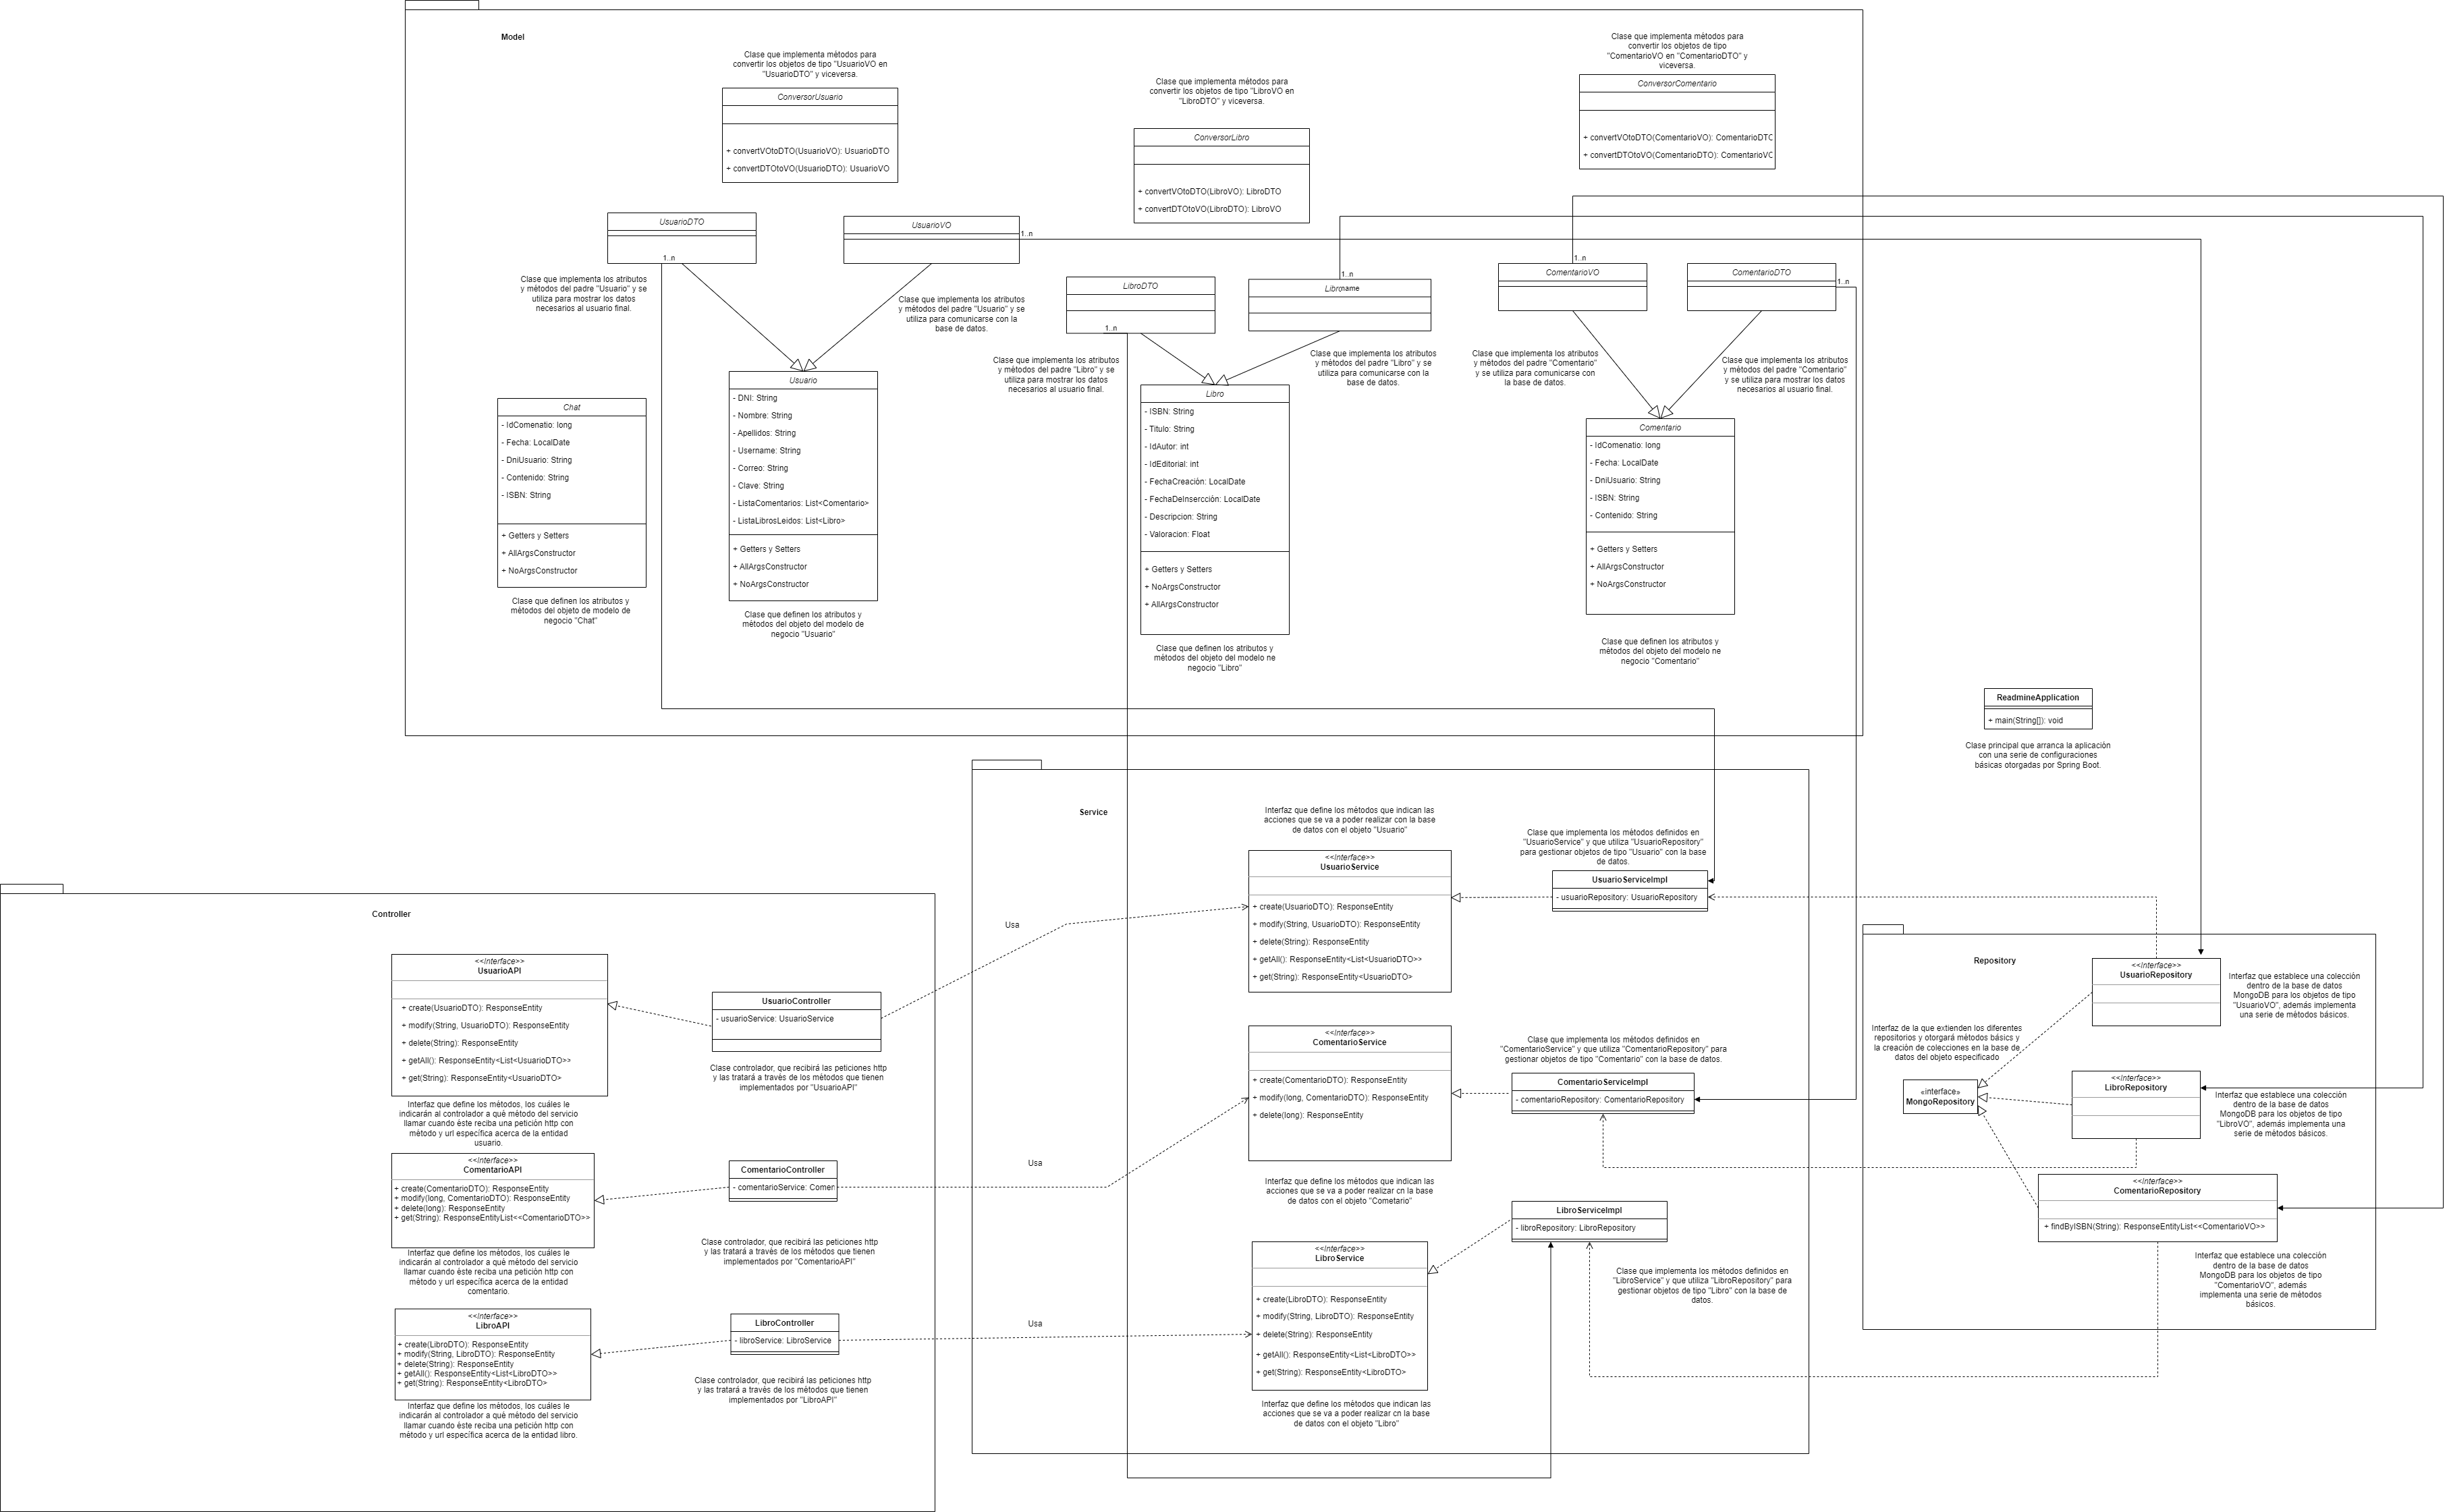 Model
Clase que implementa métodos para
convertir los objetos de tipo "UsuarioVO en
"UsuarioDTO" y viceversa.
ConversorUsuario
+ convertVOtoDTO(UsuarioVO): UsuarioDTO
+ convertDTOtoVO(UsuarioDTO): UsuarioVO
Clase que implementa métodos para
convertir los objetos de tipo "LibroVO en
"LibroDTO" y viceversa.
ConversorLibro
+ convertVOtoDTO(LibroVO): LibroDTO
+ convertDTOtoVO(LibroDTO): LibroVO
Clase que implementa métodos para
convertir los objetos de tipo
"ComentarioVO en "ComentarioDTO" y
viceversa.
ConversorComentario
+ convertVOtoDTO(ComentarioVO): ComentarioDTC
+ convertDTOtoVO(ComentarioDTO): ComentarioVC
UsuarioDTO
1..n
UsuarioVO
1..n
Clase que implementa los atributos
y métodos del padre "Usuario" y se
utiliza para mostrar los datos
necesarios al usuario final.
Clase que implementa los atributos
y métodos del padre "Usuario" y se
utiliza para comunicarse con la
base de datos.
LibroDTO
1..n
1..n
name
ComentarioVO
1..n
ComentarioDTO
1..n
Clase que implementa los atributos
y métodos del padre "Libro" y se
utiliza para mostrar los datos
necesarios al usuario final.
Clase que implementa los atributos
y métodos del padre "Libro" y se
utiliza para comunicarse con la
base de datos.
Clase que implementa los atributos
y métodos del padre "Comentario"
y se utiliza para comunicarse con
la base de datos.
Clase que implementa los atributos
y métodos del padre "Comentario"
y se utiliza para mostrar los datos
necesarios al usuario final.
Chat
- IdComenatio: long
- Fecha: LocalDate
- DniUsuario: String
- Contenido: String
- ISBN: String
+ Getters y Setters
+ AllArgsConstructor
+ NoArgsConstructor
Clase que definen los atributos y
métodos del objeto de modelo de
negocio "Chat"
Usuario
- DNI: String
- Nombre: String
- Apellidos: String
- Username: String
- Correo: String
- Clave: String
- ListaComentarios: List<Comentario>
- ListaLibrosLeidos: List<Libro>
+ Getters y Setters
+ AllArgsConstructor
+ NoArgsConstructor
Clase que definen los atributos y
métodos del objeto del modelo de
negocio "Usuario"
Libro
- ISBN: String
- Titulo: String
- IdAutor: int
- IdEditorial: int
- FechaCreación: LocalDate
- FechaDeInsercción: LocalDate
- Descripcion: String
- Valoracion: Float
+ Getters y Setters
+ NoArgsConstructor
+ AllArgsConstructor
Clase que definen los atributos y
métodos del objeto del modelo ne
negocio "Libro"
Comentario
- IdComenatio: long
- Fecha: LocalDate
- DniUsuario: String
- ISBN: String
- Contenido: String
+ Getters y Setters
+ AllArgsConstructor
+ NoArgsConstructor
Clase que definen los atributos y
métodos del objeto del modelo ne
negocio "Comentario"
ReadmineApplication
+ main(String[]): void
Clase principal que arranca la aplicación
con una serie de configuraciones
básicas otorgadas por Spring Boot.
Service
Interfaz que define los métodos que indican las
acciones que se va a poder realizar con la base
de datos con el objeto "Usuario"
<<Interface>>
UsuarioService
+ create(UsuarioDTO): ResponseEntity
+ modify(String, UsuarioDTO): ResponseEntity
+ delete(String): ResponseEntity
+ getAll(): ResponseEntity<List<UsuarioDTO>>
+ get(String): ResponseEntity<UsuarioDTO>
Clase que implementa los métodos definidos en
"UsuarioService" y que utiliza "UsuarioRepository"
para gestionar objetos de tipo "Usuario" con la base
de datos.
UsuarioServiceImpl
- usuarioRepository: UsuarioRepository
<<Interface>>
ComentarioService
+ create(ComentarioDTO): ResponseEntity
+ modify(long, ComentarioDTO): ResponseEntity
+ delete(long): ResponseEntity
Interfaz que define los métodos que indican las
acciones que se va a poder realizar cn la base
de datos con el objeto "Cometario"
Clase que implementa los métodos definidos en
"ComentarioService" y que utiliza "ComentarioRepository" para
gestionar objetos de tipo "Comentario" con la base de datos.
ComentarioServiceImpl
- comentarioRepository: ComentarioRepository
LibroServiceImpl
- libroRepository: LibroRepository
Clase que implementa los métodos definidos en
"LibroService" y que utiliza "LibroRepository" para
gestionar objetos de tipo "Libro" con la base de
datos.
<<Interface>>
LibroService
+ create(LibroDTO): ResponseEntity
+ modify(String, LibroDTO): ResponseEntity
+ delete(String): ResponseEntity
+ getAll(): ResponseEntity<List<LibroDTO>>
+ get(String): ResponseEntity<LibroDTO>
Interfaz que define los métodos que indican las
acciones que se va a poder realizar cn la base
de datos con el objeto "Libro"
Usa
Usa
Usa
Controller
<<Interface>>
UsuarioAPI
+ create(UsuarioDTO): ResponseEntity
+ modify(String, UsuarioDTO): ResponseEntity
+ delete(String): ResponseEntity
+ getAll(): ResponseEntity<List<UsuarioDTO>>
+ get(String): ResponseEntity<UsuarioDTO>
Interfaz que define los métodos, los cuáles le
indicarán al controlador a qué método del servicio
llamar cuando éste reciba una petición http con
método y url específica acerca de la entidad
usuario.
UsuarioController
- usuarioService: UsuarioService
Clase controlador, que recibirá las peticiones http
y las tratará a través de los métodos que tienen
implementados por "UsuarioAPI"
<<Interface>>
ComentarioAPI
+ create(ComentarioDTO): ResponseEntity
+ modify(long, ComentarioDTO): ResponseEntity
+ delete(long): ResponseEntity
+ get(String): ResponseEntityList<<ComentarioDTO>>
Interfaz que define los métodos, los cuáles le
indicarán al controlador a qué método del servicio
llamar cuando éste reciba una petición http con
método y url específica acerca de la entidad
comentario.
ComentarioController
- comentarioService: Comen
Clase controlador, que recibirá las peticiones http
y las tratará a través de los métodos que tienen
implementados por "ComentarioAPI"
<<Interface>>
LibroAPI
+ create(LibroDTO): ResponseEntity
+ modify(String, LibroDTO): ResponseEntity
+ delete(String): ResponseEntity
+ getAll(): ResponseEntity<List<LibroDTO>>
+ get(String): ResponseEntity<LibroDTO>
Interfaz que define los métodos, los cuáles le
indicarán al controlador a qué método del servicio
llamar cuando éste reciba una petición http con
método y url específica acerca de la entidad libro.
LibroController
- libroService: LibroService
Clase controlador, que recibirá las peticiones http
y las tratará a través de los métodos que tienen
implementados por "LibroAPI"
Repository
<<Interface>>
UsuarioRepository
Interfaz que establece una colección
dentro de la base de datos
MongoDB para los objetos de tipo
"UsuarioVO", además implementa
una serie de métodos básicos.
Interfaz de la que extienden los diferentes
repositorios y otorgará métodos básics y
la creación de colecciones en la base de
datos del objeto especificado
«interface»
MongoRepository
<<Interface>>
LibroRepository
Interfaz que establece una colección
dentro de la base de datos
MongoDB para los objetos de tipo
"LibroVO", además implementa una
serie de métodos básicos.
<<Interface>>
ComentarioRepository
+ findByISBN(String): ResponseEntityList<<ComentarioVO>>
Interfaz que establece una colección
dentro de la base de datos
MongoDB para los objetos de tipo
"ComentarioVO", además
implementa una serie de métodos
básicos.